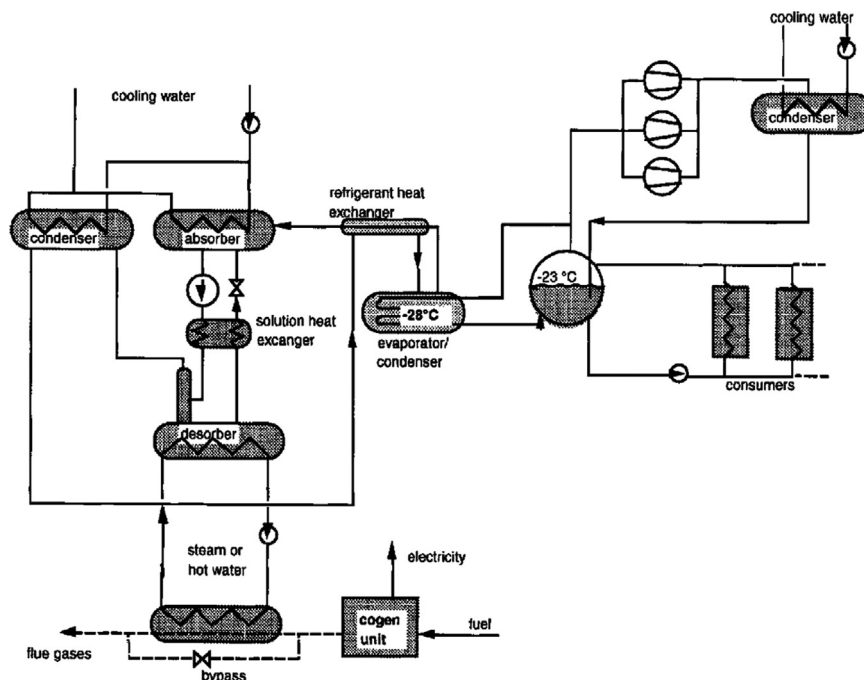 cooling water
cooling water
condenser
refrigerant heat
exchanger
condenser
absorber
-23 °C
-28°C
solution heat
excanger
evaporator/
condenser
consumers
desorber
steam or
hot water
electricity
cogen
unit
fuel
flue gases
bypass